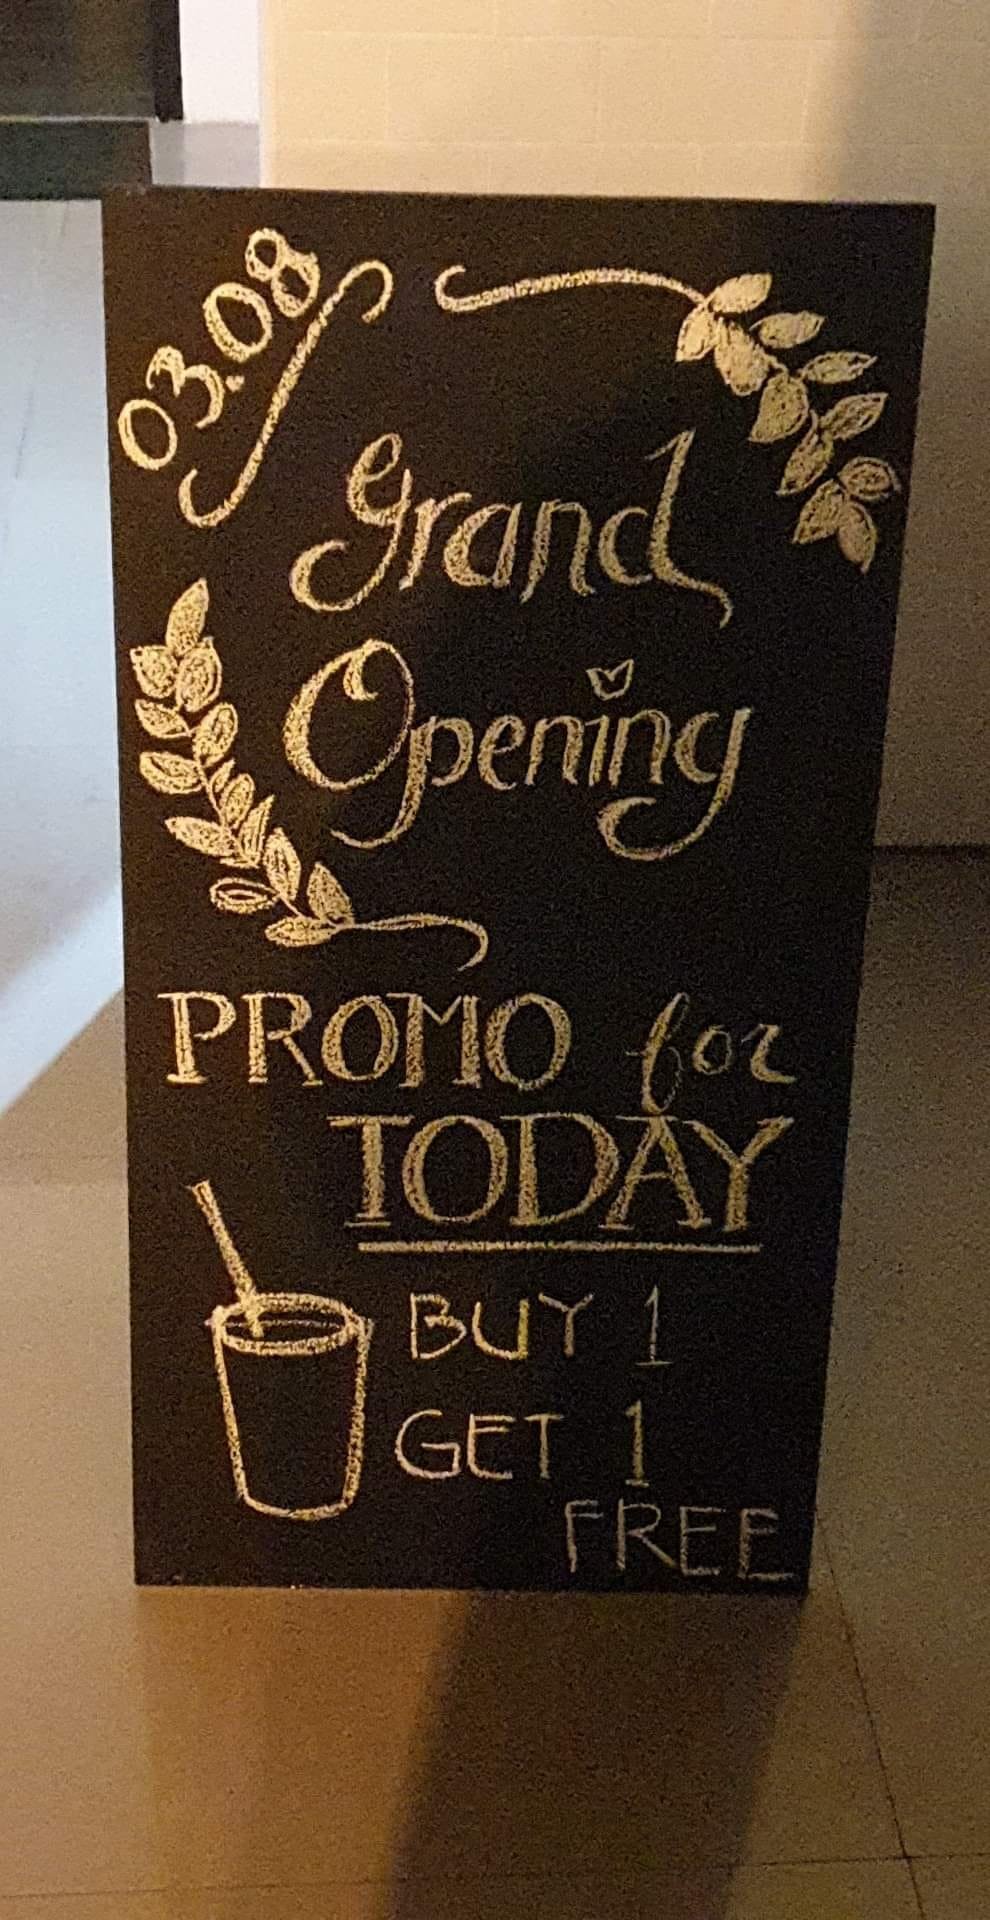 03.08
Grand
Opening
PROMO for
TODAY
BUY 1
GET 1
FREE